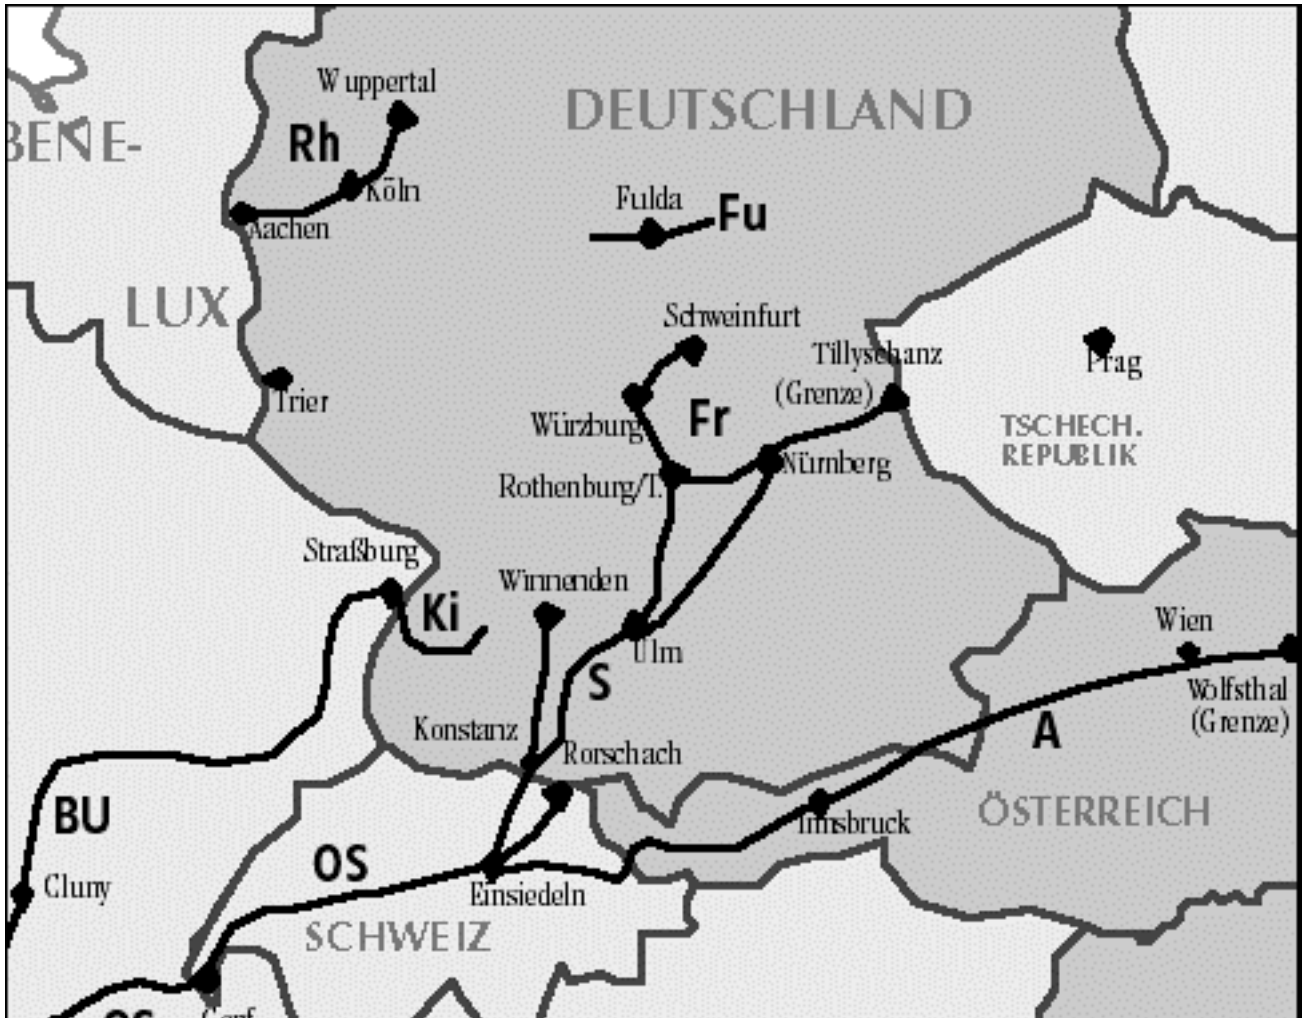 Wuppertal
DEUTSCHLAND
BENE-
Rh
Köln
Fulda
Fu
Aachen
LUX
Schweinfurt
Tillyschanz
(Grenze)
Prag
Trier
Würzburg
Fr
TSCHECH.
REPUBLIK
Nürnberg
Rothenburg/T.
Straßburg
Winnenden
Ki
Wien
Ulm
S
Wolfsthal
(Grenze)
Konstanz
Rorschach
A
BU
ÖSTERREICH
Innsbruck
OS
Cluny
Einsiedeln
SCHWEIZ
Genf